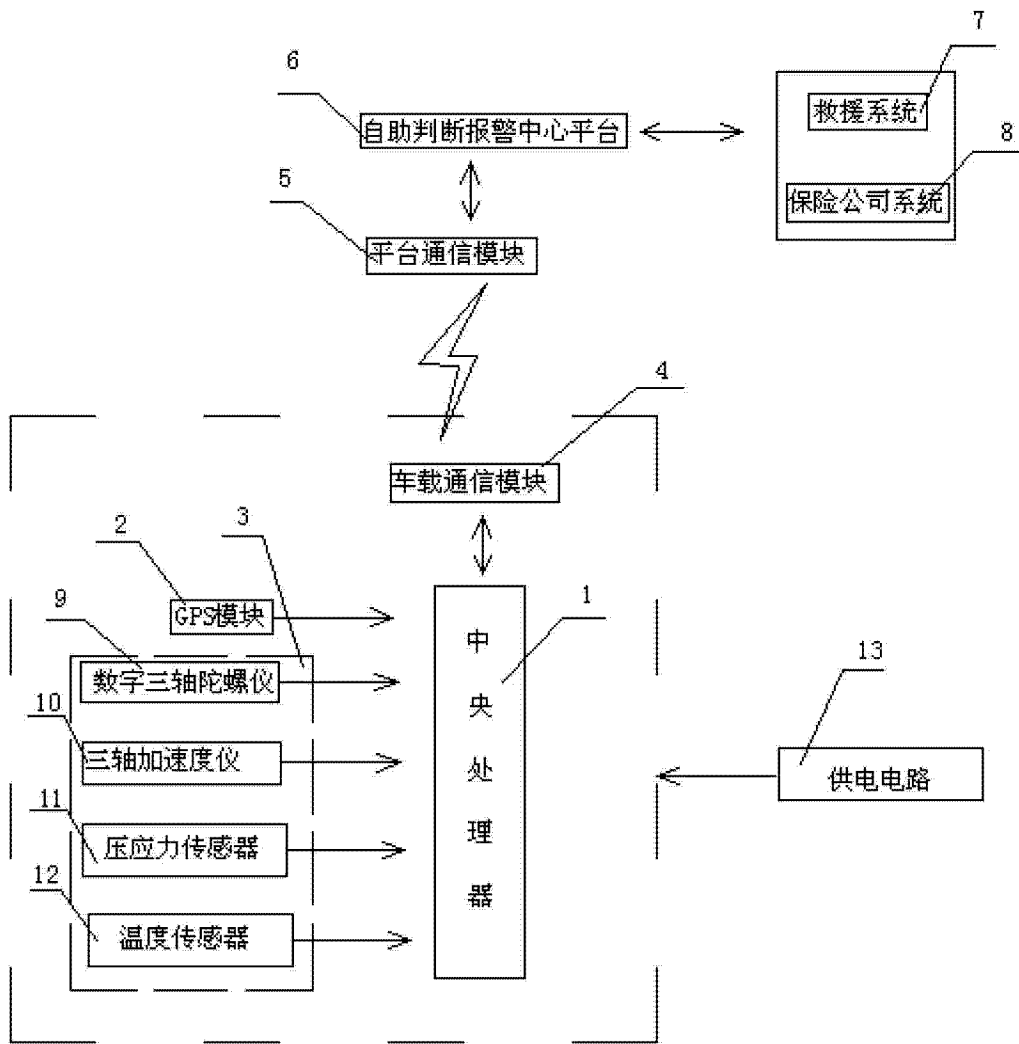 7
6
自助判断报警中心平台
救援系统
8
5
保险公司系统
平台通信模块
4
车载通信模块
2
3
GPS模块
1
9
数字三轴陀螺仪
中央处理器
13
10
三轴加速度仪
供电电路
11
压应力传感器
12
温度传感器